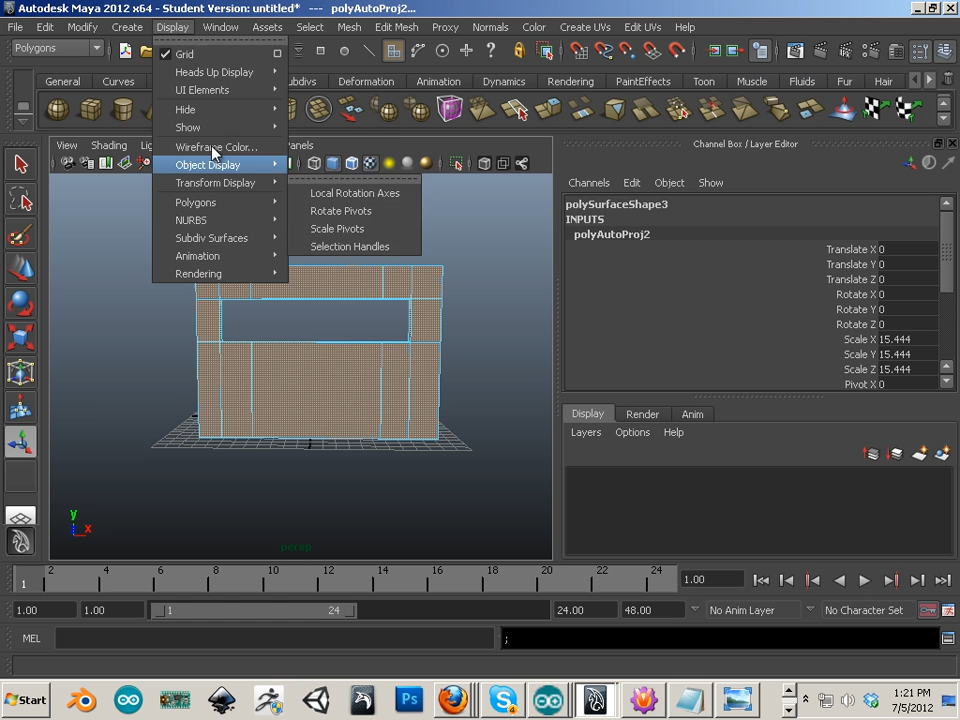 Autodesk Maya 2012 x64 - Student Version: untitled*   ---   polyAutoProj2...
File Edit Modify Create Display Window Assets Select Mesh Edit Mesh Proxy Normals Color Create UVs Edit UVs Help
Polygons
General Curves Subdivs Deformation Animation Dynamics Rendering PaintEffects Toon Muscle Fluids Fur Hair
Grid
Heads Up Display
UI Elements
Hide
Show
Wireframe Color...
Object Display
Transform Display
Polygons
NURBS
Subdiv Surfaces
Animation
Rendering
Local Rotation Axes
Rotate Pivots
Scale Pivots
Selection Handles
View Shading
persp
y
x
Channel Box / Layer Editor
Channels Edit Object Show
polySurfaceShape3
INPUTS
polyAutoProj2
Translate X 0
Translate Y 0
Translate Z 0
Rotate X 0
Rotate Y 0
Rotate Z 0
Scale X 15.444
Scale Y 15.444
Scale Z 15.444
Pivot X 0
Display Render Anim
Layers Options Help
2 4 6 8 10 12 14 16 18 20 22 24
1
1.00
1.00 1.00 1 24 24.00 48.00 No Anim Layer No Character Set
MEL ;
Start Ps 1:21 PM
7/5/2012